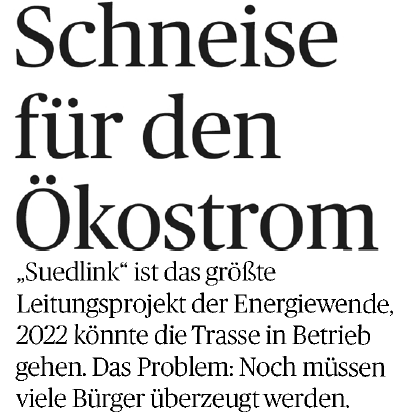 Schneise
für den
Ökostrom
„Suedlink“ ist das größte
Leitungsprojekt der Energiewende,
2022 könnte die Trasse in Betrieb
gehen. Das Problem: Noch müssen
viele Bürger überzeugt werden.